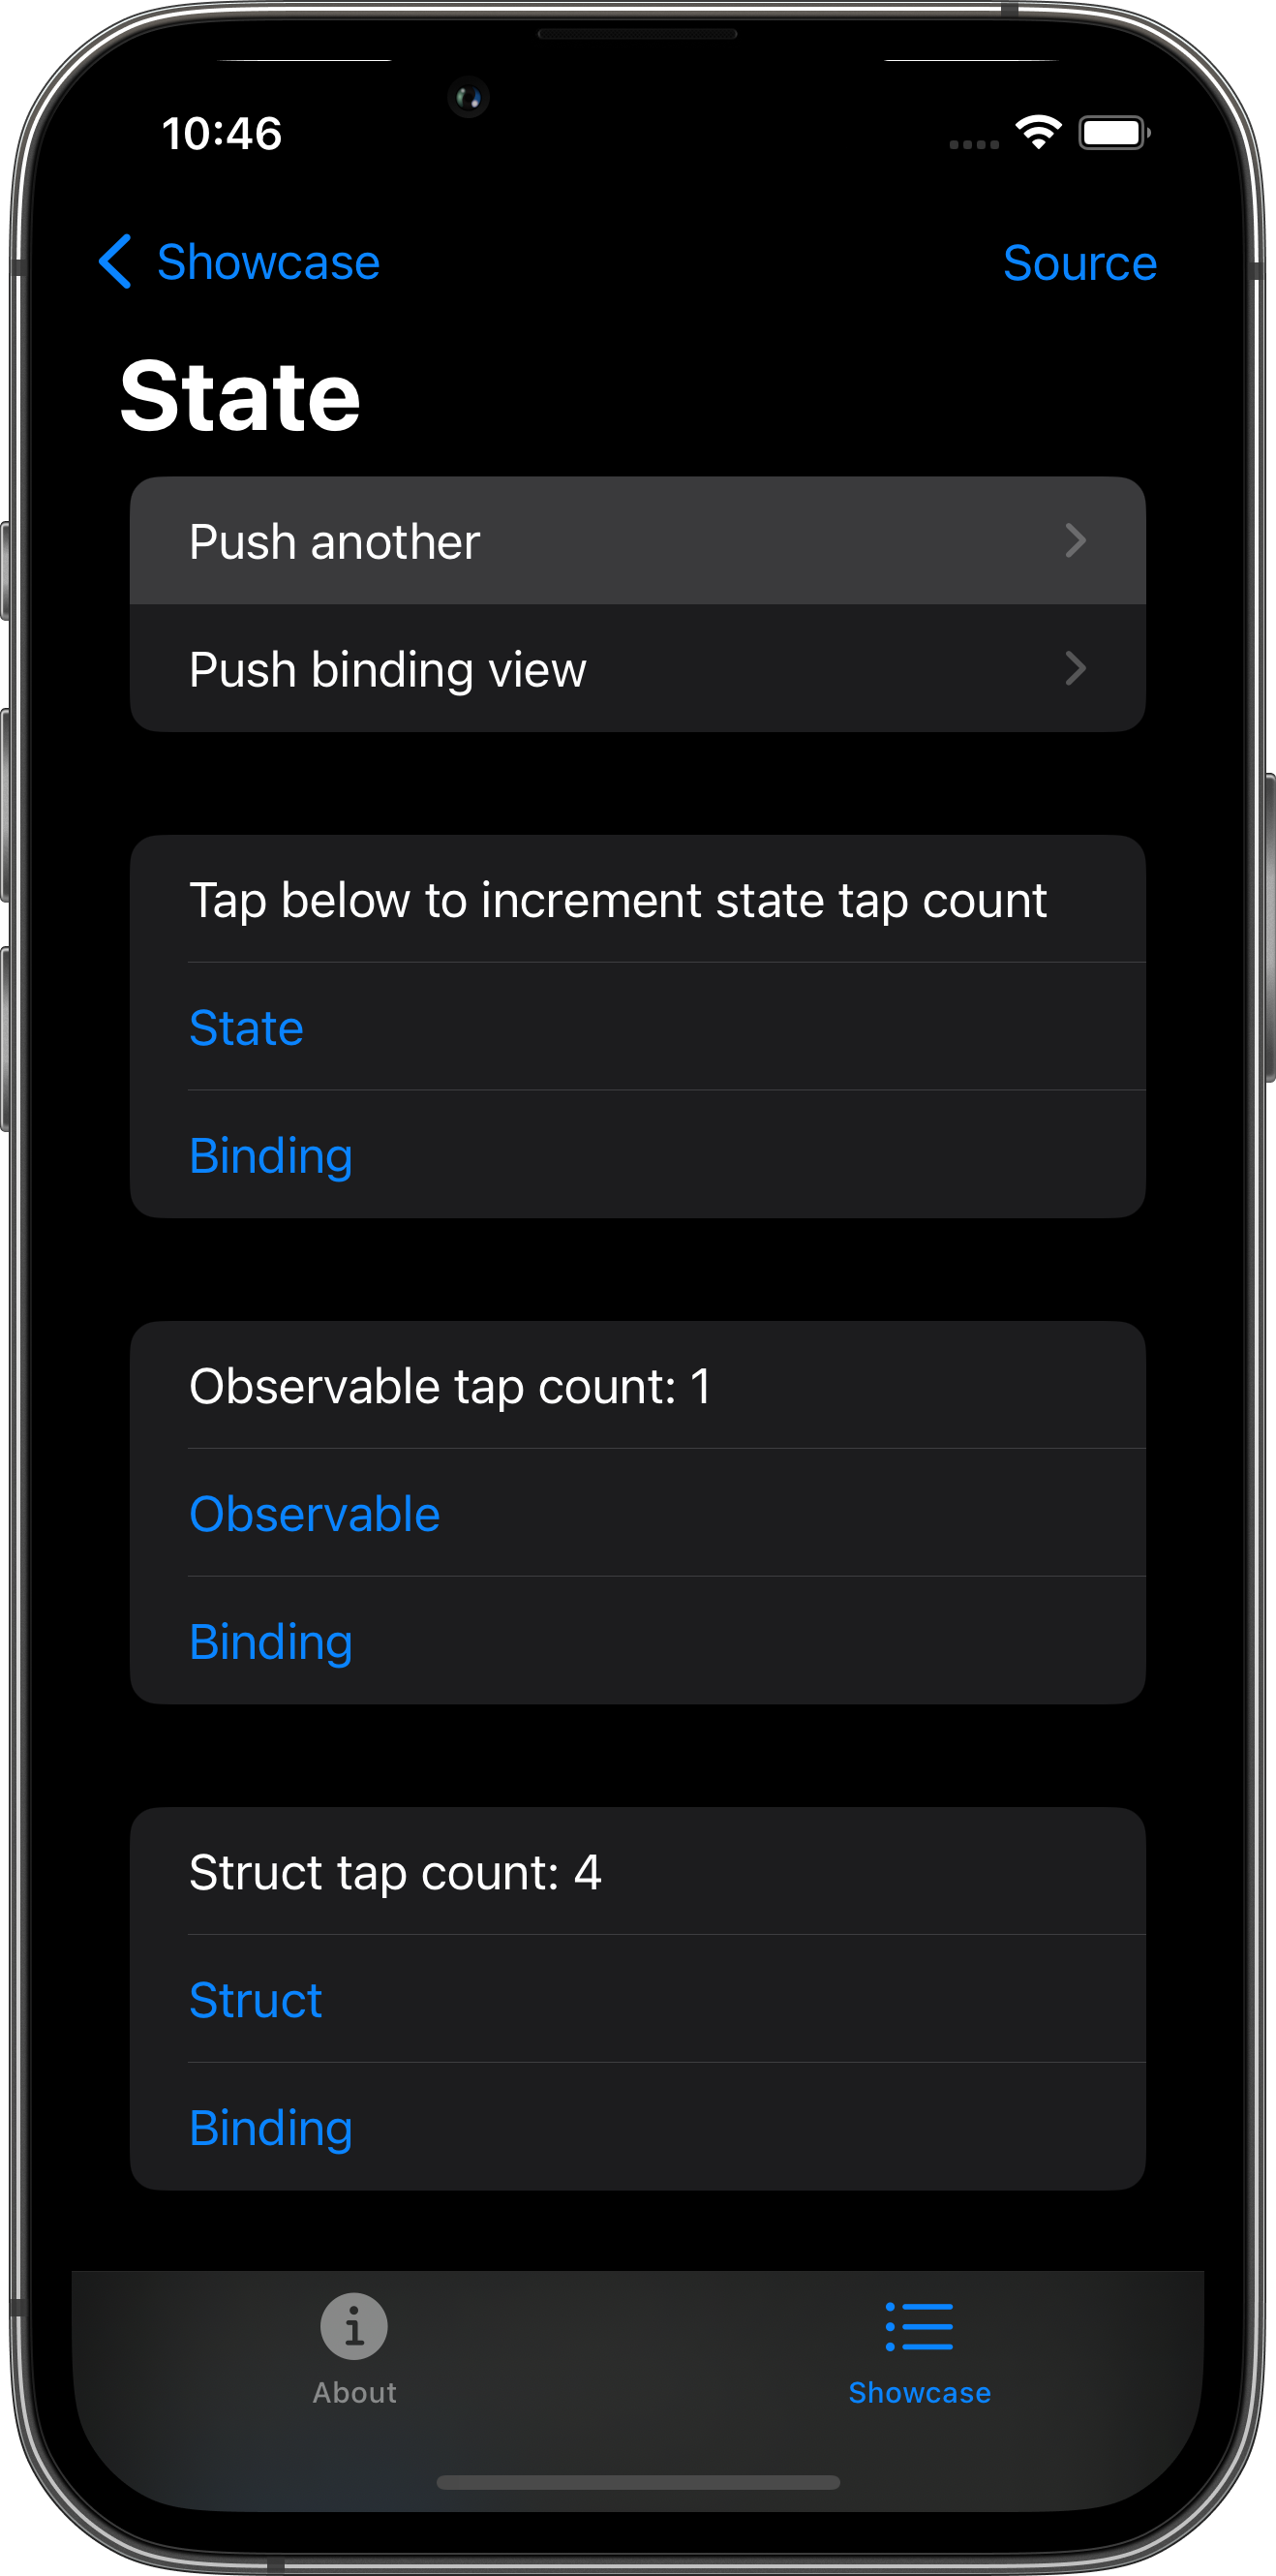 10:46
Showcase
Source
State
Push another
Push binding view
Tap below to increment state tap count
State
Binding
Observable tap count: 1
Observable
Binding
Struct tap count: 4
Struct
Binding
About
Showcase